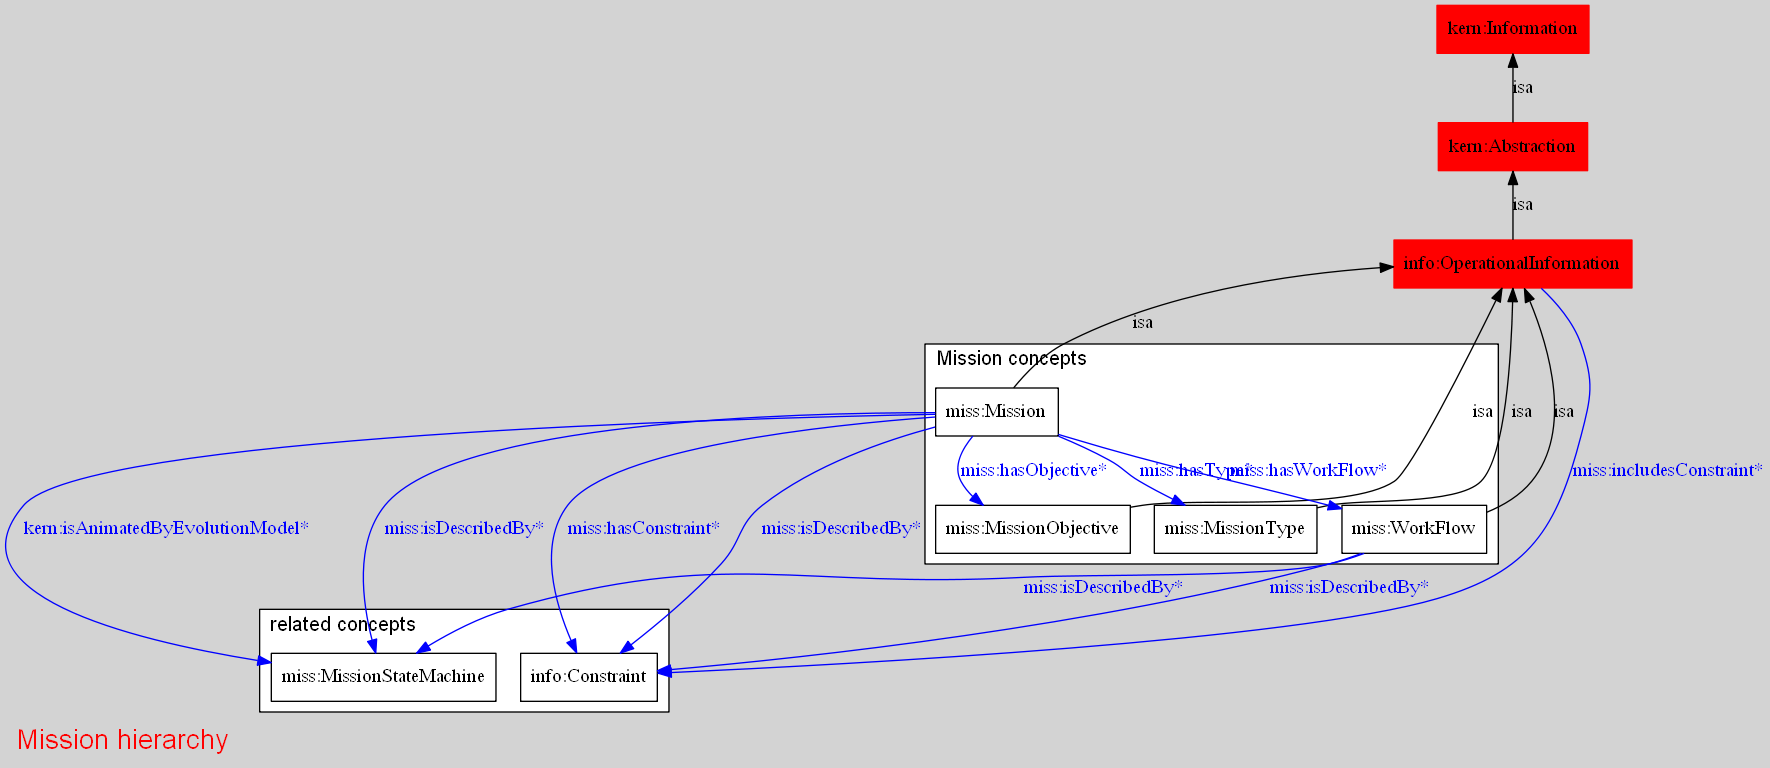 kern:Information
isa
kern:Abstraction
isa
info:OperationalInformation
isa
Mission concepts
miss:Mission
isa
isa
isa
miss:hasObjective*
miss:hasType*
miss:hasWorkFlow*
miss:includesConstraint*
miss:MissionObjective
miss:MissionType
miss:WorkFlow
kern:isAnimatedByEvolutionModel*
miss:isDescribedBy*
miss:hasConstraint*
miss:isDescribedBy*
miss:isDescribedBy*
miss:isDescribedBy*
related concepts
miss:MissionStateMachine
info:Constraint
Mission hierarchy